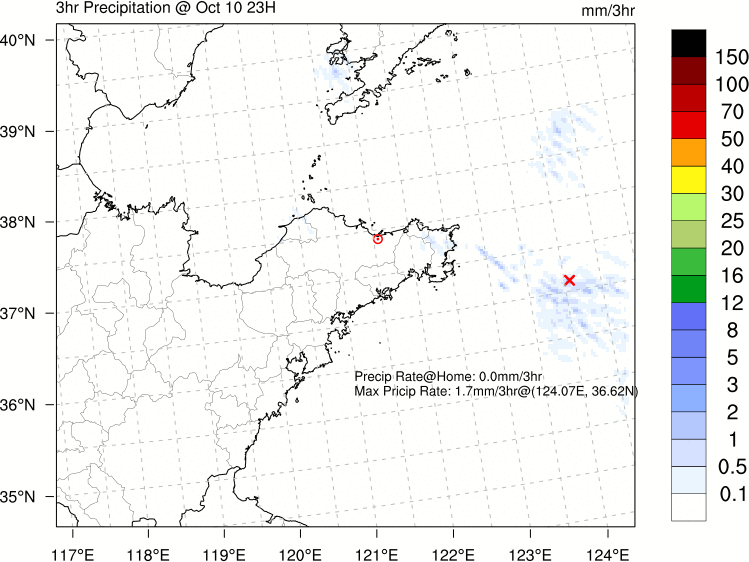 3hr Precipitation @ Oct 10 23H
mm/3hr
40°N
39°N
38°N
37°N
36°N
35°N
Precip Rate@Home: 0.0mm/3hr
Max Pricip Rate: 1.7mm/3hr@(124.07E, 36.62N)
117°E 118°E 119°E 120°E 121°E 122°E 123°E 124°E
150
100
70
50
40
30
25
20
16
12
8
5
3
2
1
0.5
0.1